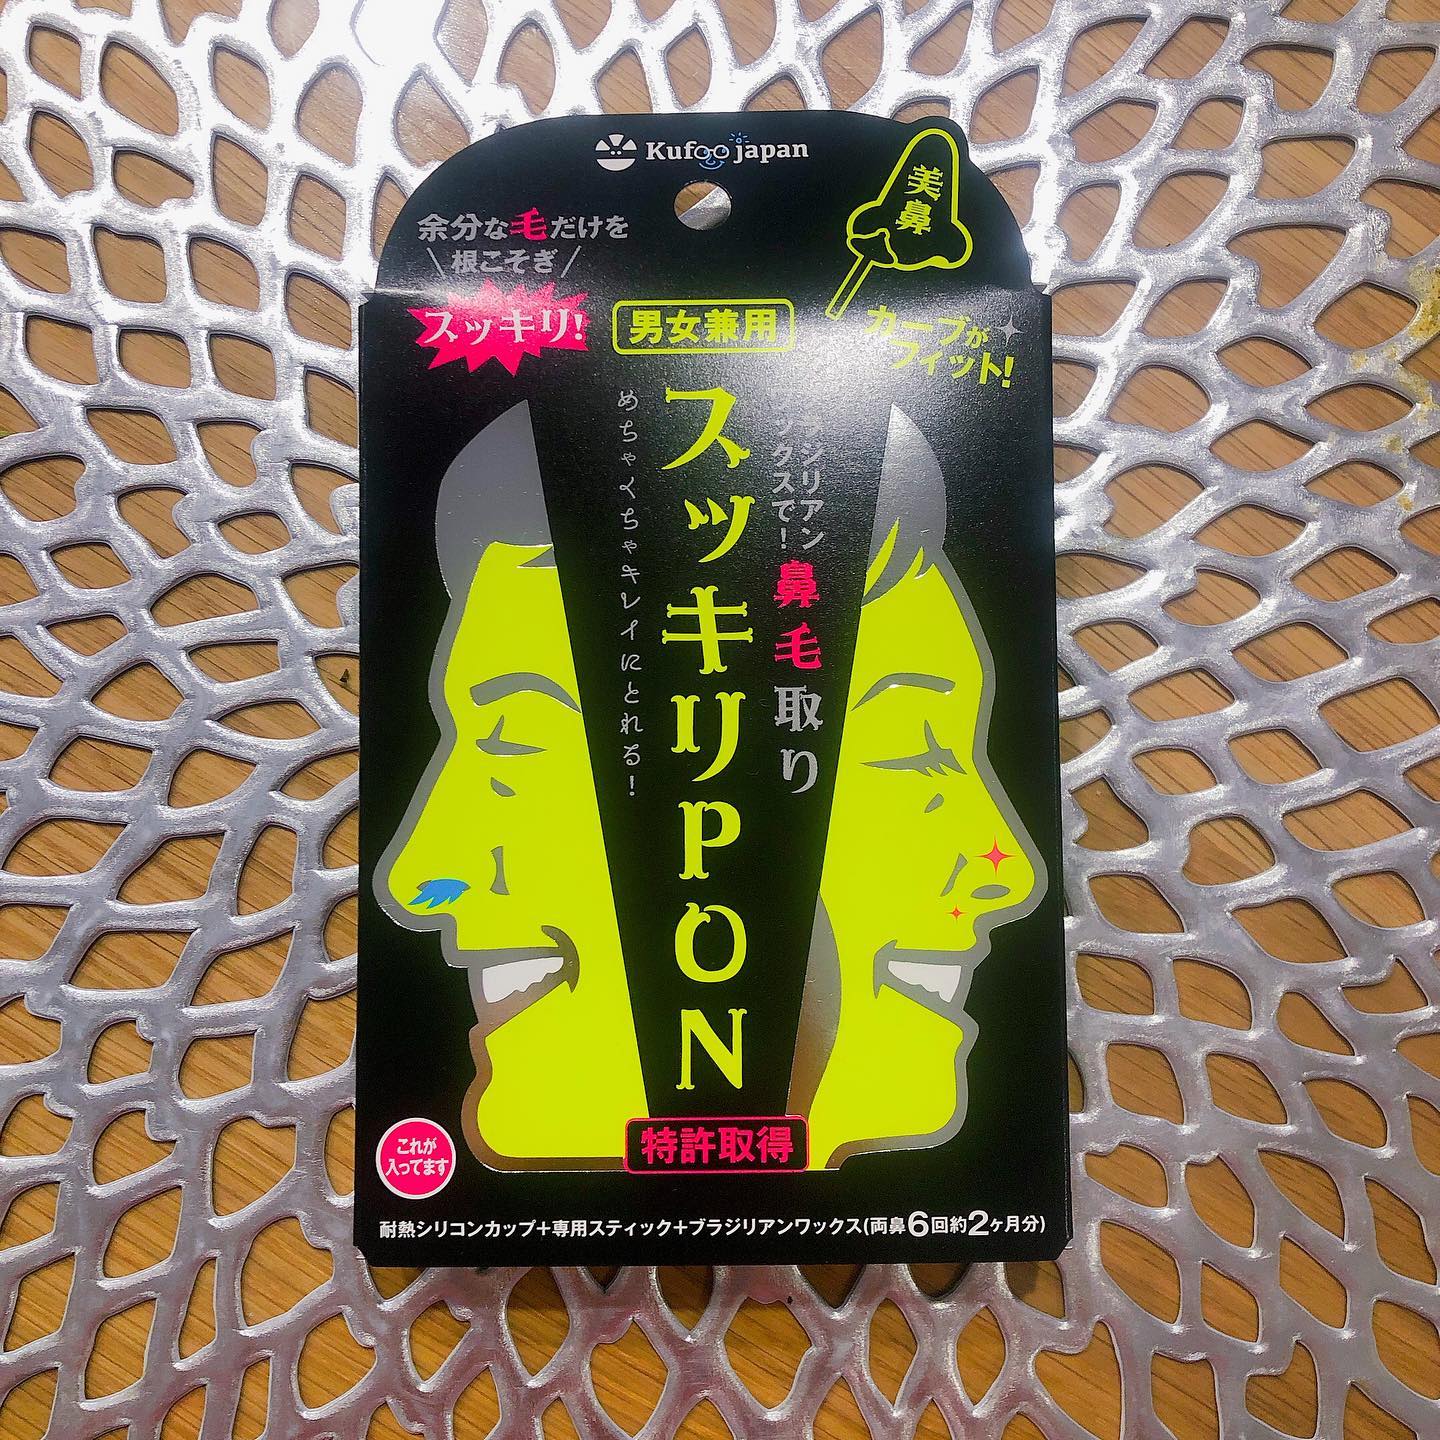 Kufoo japan
余分な毛だけを
根こそぎ
スッキリ!
男女兼用
美鼻
カーブが
フィット!
ブラジリアン
ワックスで!
鼻毛取り
スッキリPON
めちゃくちゃキレイにとれる!
特許取得
これが
入ってます
耐熱シリコンカップ+専用スティック+ブラジリアンワックス(両鼻6回約2ヶ月分)